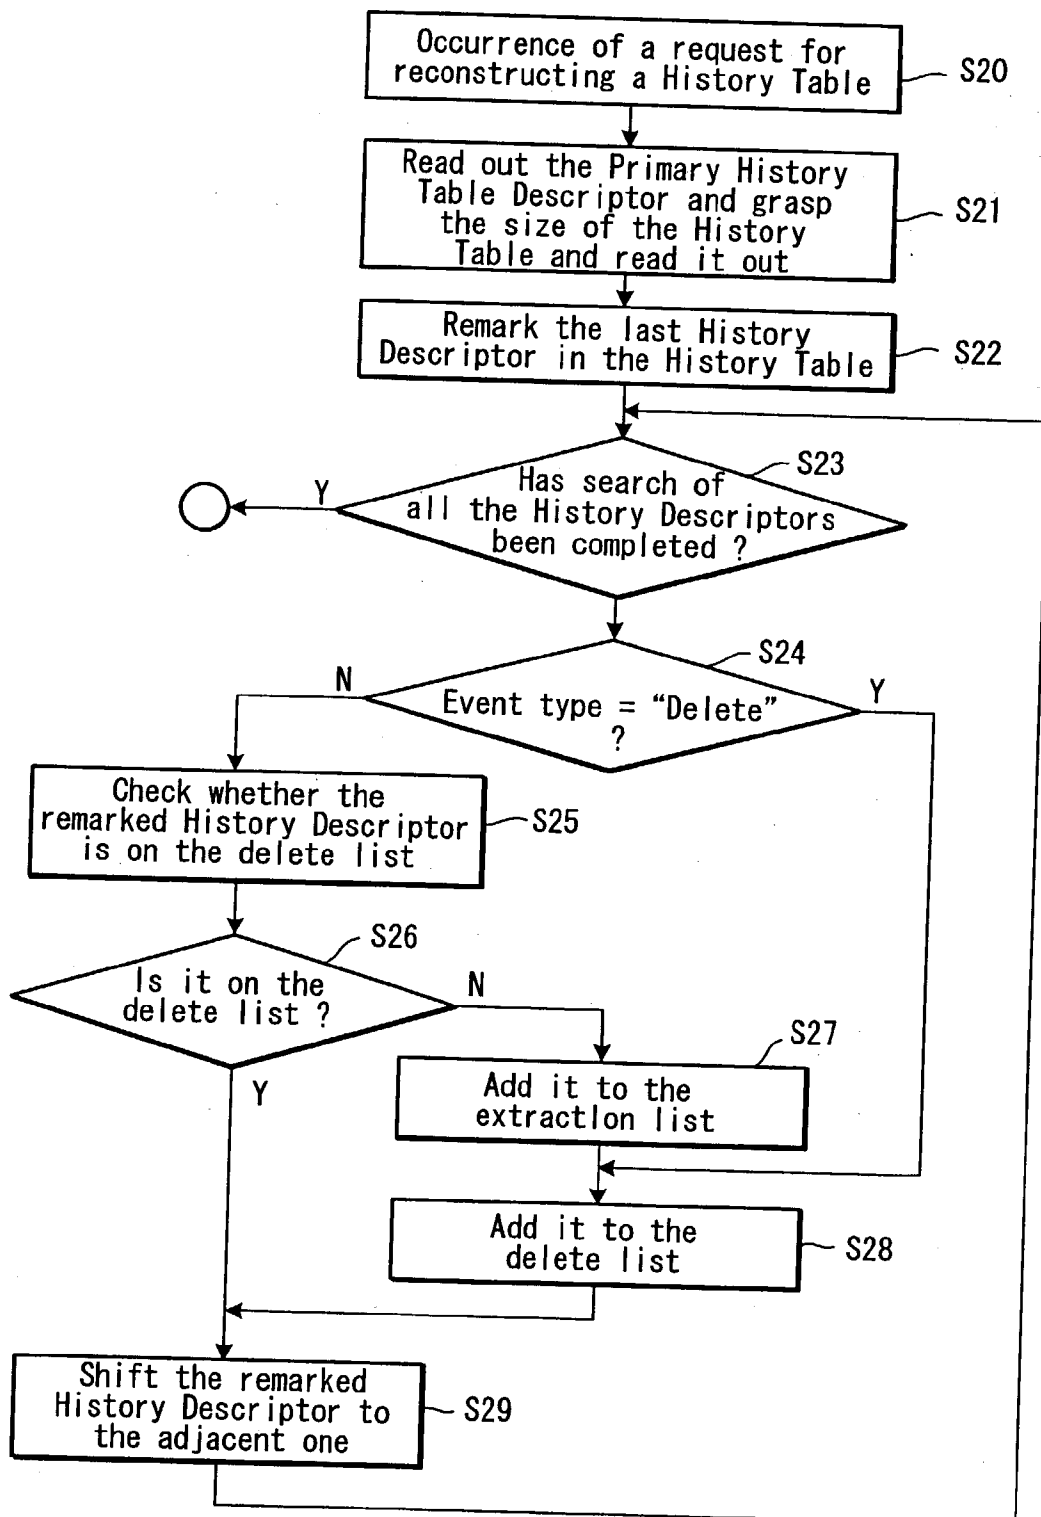 Occurrence of a request for
reconstructing a History Table
S20
Read out the Primary History
Table Descriptor and grasp
the size of the History
Table and read it out
S21
Remark the last History
Descriptor in the History Table
S22
S23
Has search of
all the History Descriptors
been completed ?
Y
S24
Event type = “Delete”
?
N
Y
Check whether the
remarked History Descriptor
is on the delete list
S25
S26
Is it on the
delete list ?
N
Y
S27
Add it to the
extraction list
Add it to the
delete list
S28
Shift the remarked
History Descriptor to
the adjacent one
S29